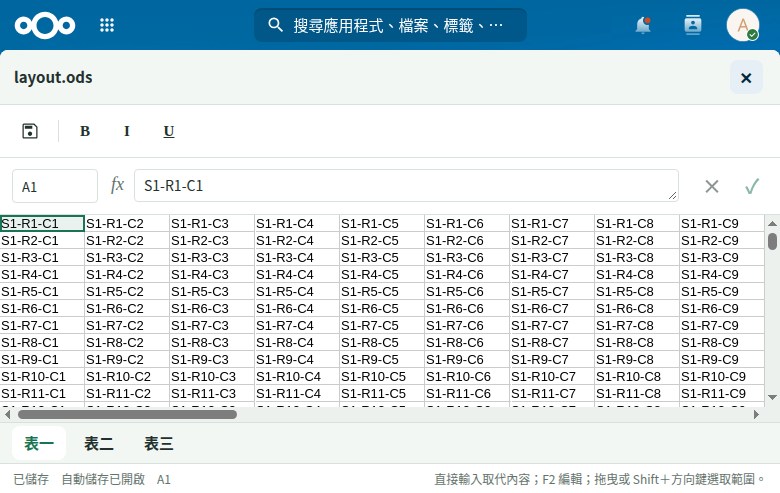 搜尋應用程式、檔案、標籤、…
A
layout.ods
B I U
A1 fx S1-R1-C1
S1-R1-C1 S1-R1-C2 S1-R1-C3 S1-R1-C4 S1-R1-C5 S1-R1-C6 S1-R1-C7 S1-R1-C8 S1-R1-C9
S1-R2-C1 S1-R2-C2 S1-R2-C3 S1-R2-C4 S1-R2-C5 S1-R2-C6 S1-R2-C7 S1-R2-C8 S1-R2-C9
S1-R3-C1 S1-R3-C2 S1-R3-C3 S1-R3-C4 S1-R3-C5 S1-R3-C6 S1-R3-C7 S1-R3-C8 S1-R3-C9
S1-R4-C1 S1-R4-C2 S1-R4-C3 S1-R4-C4 S1-R4-C5 S1-R4-C6 S1-R4-C7 S1-R4-C8 S1-R4-C9
S1-R5-C1 S1-R5-C2 S1-R5-C3 S1-R5-C4 S1-R5-C5 S1-R5-C6 S1-R5-C7 S1-R5-C8 S1-R5-C9
S1-R6-C1 S1-R6-C2 S1-R6-C3 S1-R6-C4 S1-R6-C5 S1-R6-C6 S1-R6-C7 S1-R6-C8 S1-R6-C9
S1-R7-C1 S1-R7-C2 S1-R7-C3 S1-R7-C4 S1-R7-C5 S1-R7-C6 S1-R7-C7 S1-R7-C8 S1-R7-C9
S1-R8-C1 S1-R8-C2 S1-R8-C3 S1-R8-C4 S1-R8-C5 S1-R8-C6 S1-R8-C7 S1-R8-C8 S1-R8-C9
S1-R9-C1 S1-R9-C2 S1-R9-C3 S1-R9-C4 S1-R9-C5 S1-R9-C6 S1-R9-C7 S1-R9-C8 S1-R9-C9
S1-R10-C1 S1-R10-C2 S1-R10-C3 S1-R10-C4 S1-R10-C5 S1-R10-C6 S1-R10-C7 S1-R10-C8 S1-R10-C9
S1-R11-C1 S1-R11-C2 S1-R11-C3 S1-R11-C4 S1-R11-C5 S1-R11-C6 S1-R11-C7 S1-R11-C8 S1-R11-C9
表一 表二 表三
已儲存 自動儲存已開啟 A1 直接輸入取代內容；F2 編輯；拖曳或 Shift＋方向鍵選取範圍。